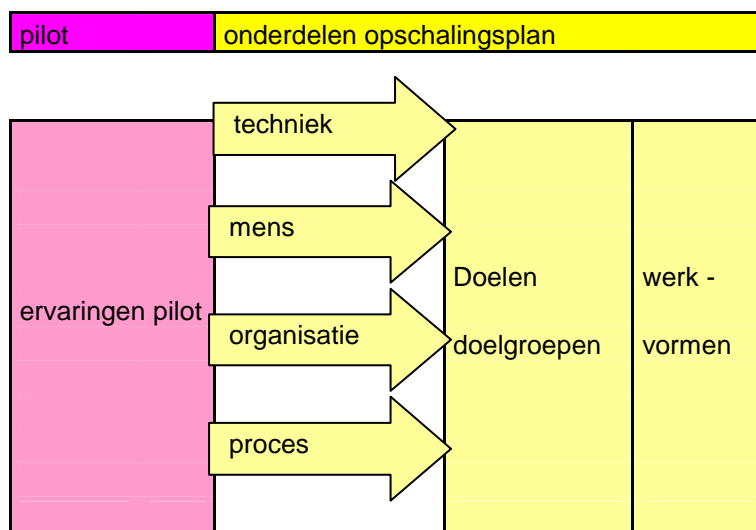 pilot
onderdelen opschalingsplan
techniek
mens
ervaringen pilot
organisatie
proces
Doelen
doelgroepen
werk -
vormen